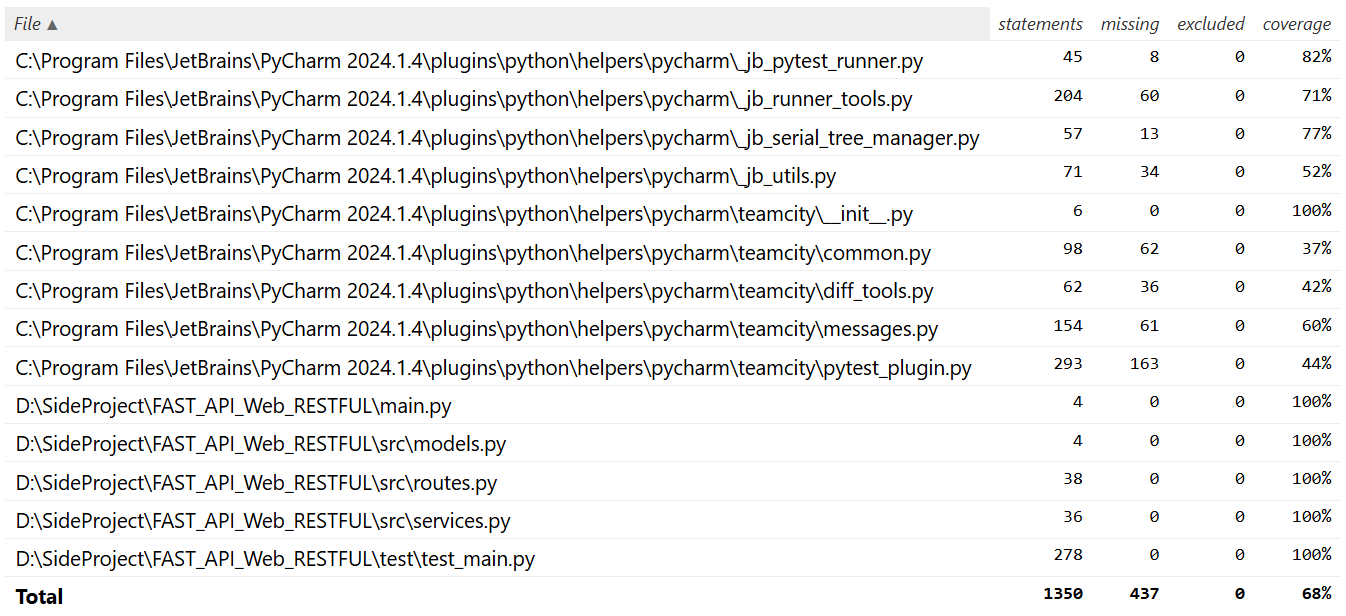 File ▲ statements missing excluded coverage
C:\Program Files\JetBrains\PyCharm 2024.1.4\plugins\python\helpers\pycharm\_jb_pytest_runner.py 45 8 0 82%
C:\Program Files\JetBrains\PyCharm 2024.1.4\plugins\python\helpers\pycharm\_jb_runner_tools.py 204 60 0 71%
C:\Program Files\JetBrains\PyCharm 2024.1.4\plugins\python\helpers\pycharm\_jb_serial_tree_manager.py 57 13 0 77%
C:\Program Files\JetBrains\PyCharm 2024.1.4\plugins\python\helpers\pycharm\_jb_utils.py 71 34 0 52%
C:\Program Files\JetBrains\PyCharm 2024.1.4\plugins\python\helpers\pycharm\teamcity\__init__.py 6 0 0 100%
C:\Program Files\JetBrains\PyCharm 2024.1.4\plugins\python\helpers\pycharm\teamcity\common.py 98 62 0 37%
C:\Program Files\JetBrains\PyCharm 2024.1.4\plugins\python\helpers\pycharm\teamcity\diff_tools.py 62 36 0 42%
C:\Program Files\JetBrains\PyCharm 2024.1.4\plugins\python\helpers\pycharm\teamcity\messages.py 154 61 0 60%
C:\Program Files\JetBrains\PyCharm 2024.1.4\plugins\python\helpers\pycharm\teamcity\pytest_plugin.py 293 163 0 44%
D:\SideProject\FAST_API_Web_RESTFUL\main.py 4 0 0 100%
D:\SideProject\FAST_API_Web_RESTFUL\src\models.py 4 0 0 100%
D:\SideProject\FAST_API_Web_RESTFUL\src\routes.py 38 0 0 100%
D:\SideProject\FAST_API_Web_RESTFUL\src\services.py 36 0 0 100%
D:\SideProject\FAST_API_Web_RESTFUL\test\test_main.py 278 0 0 100%
Total 1350 437 0 68%